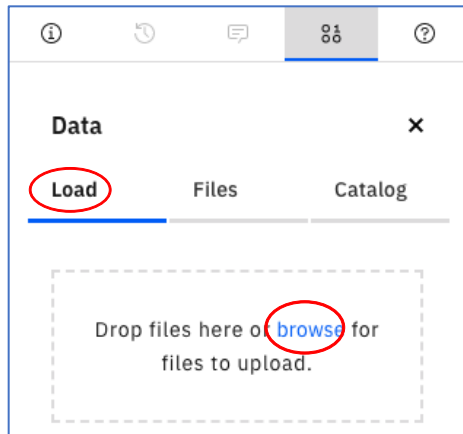 Data
Load Files Catalog
Drop files here or browse for
files to upload.